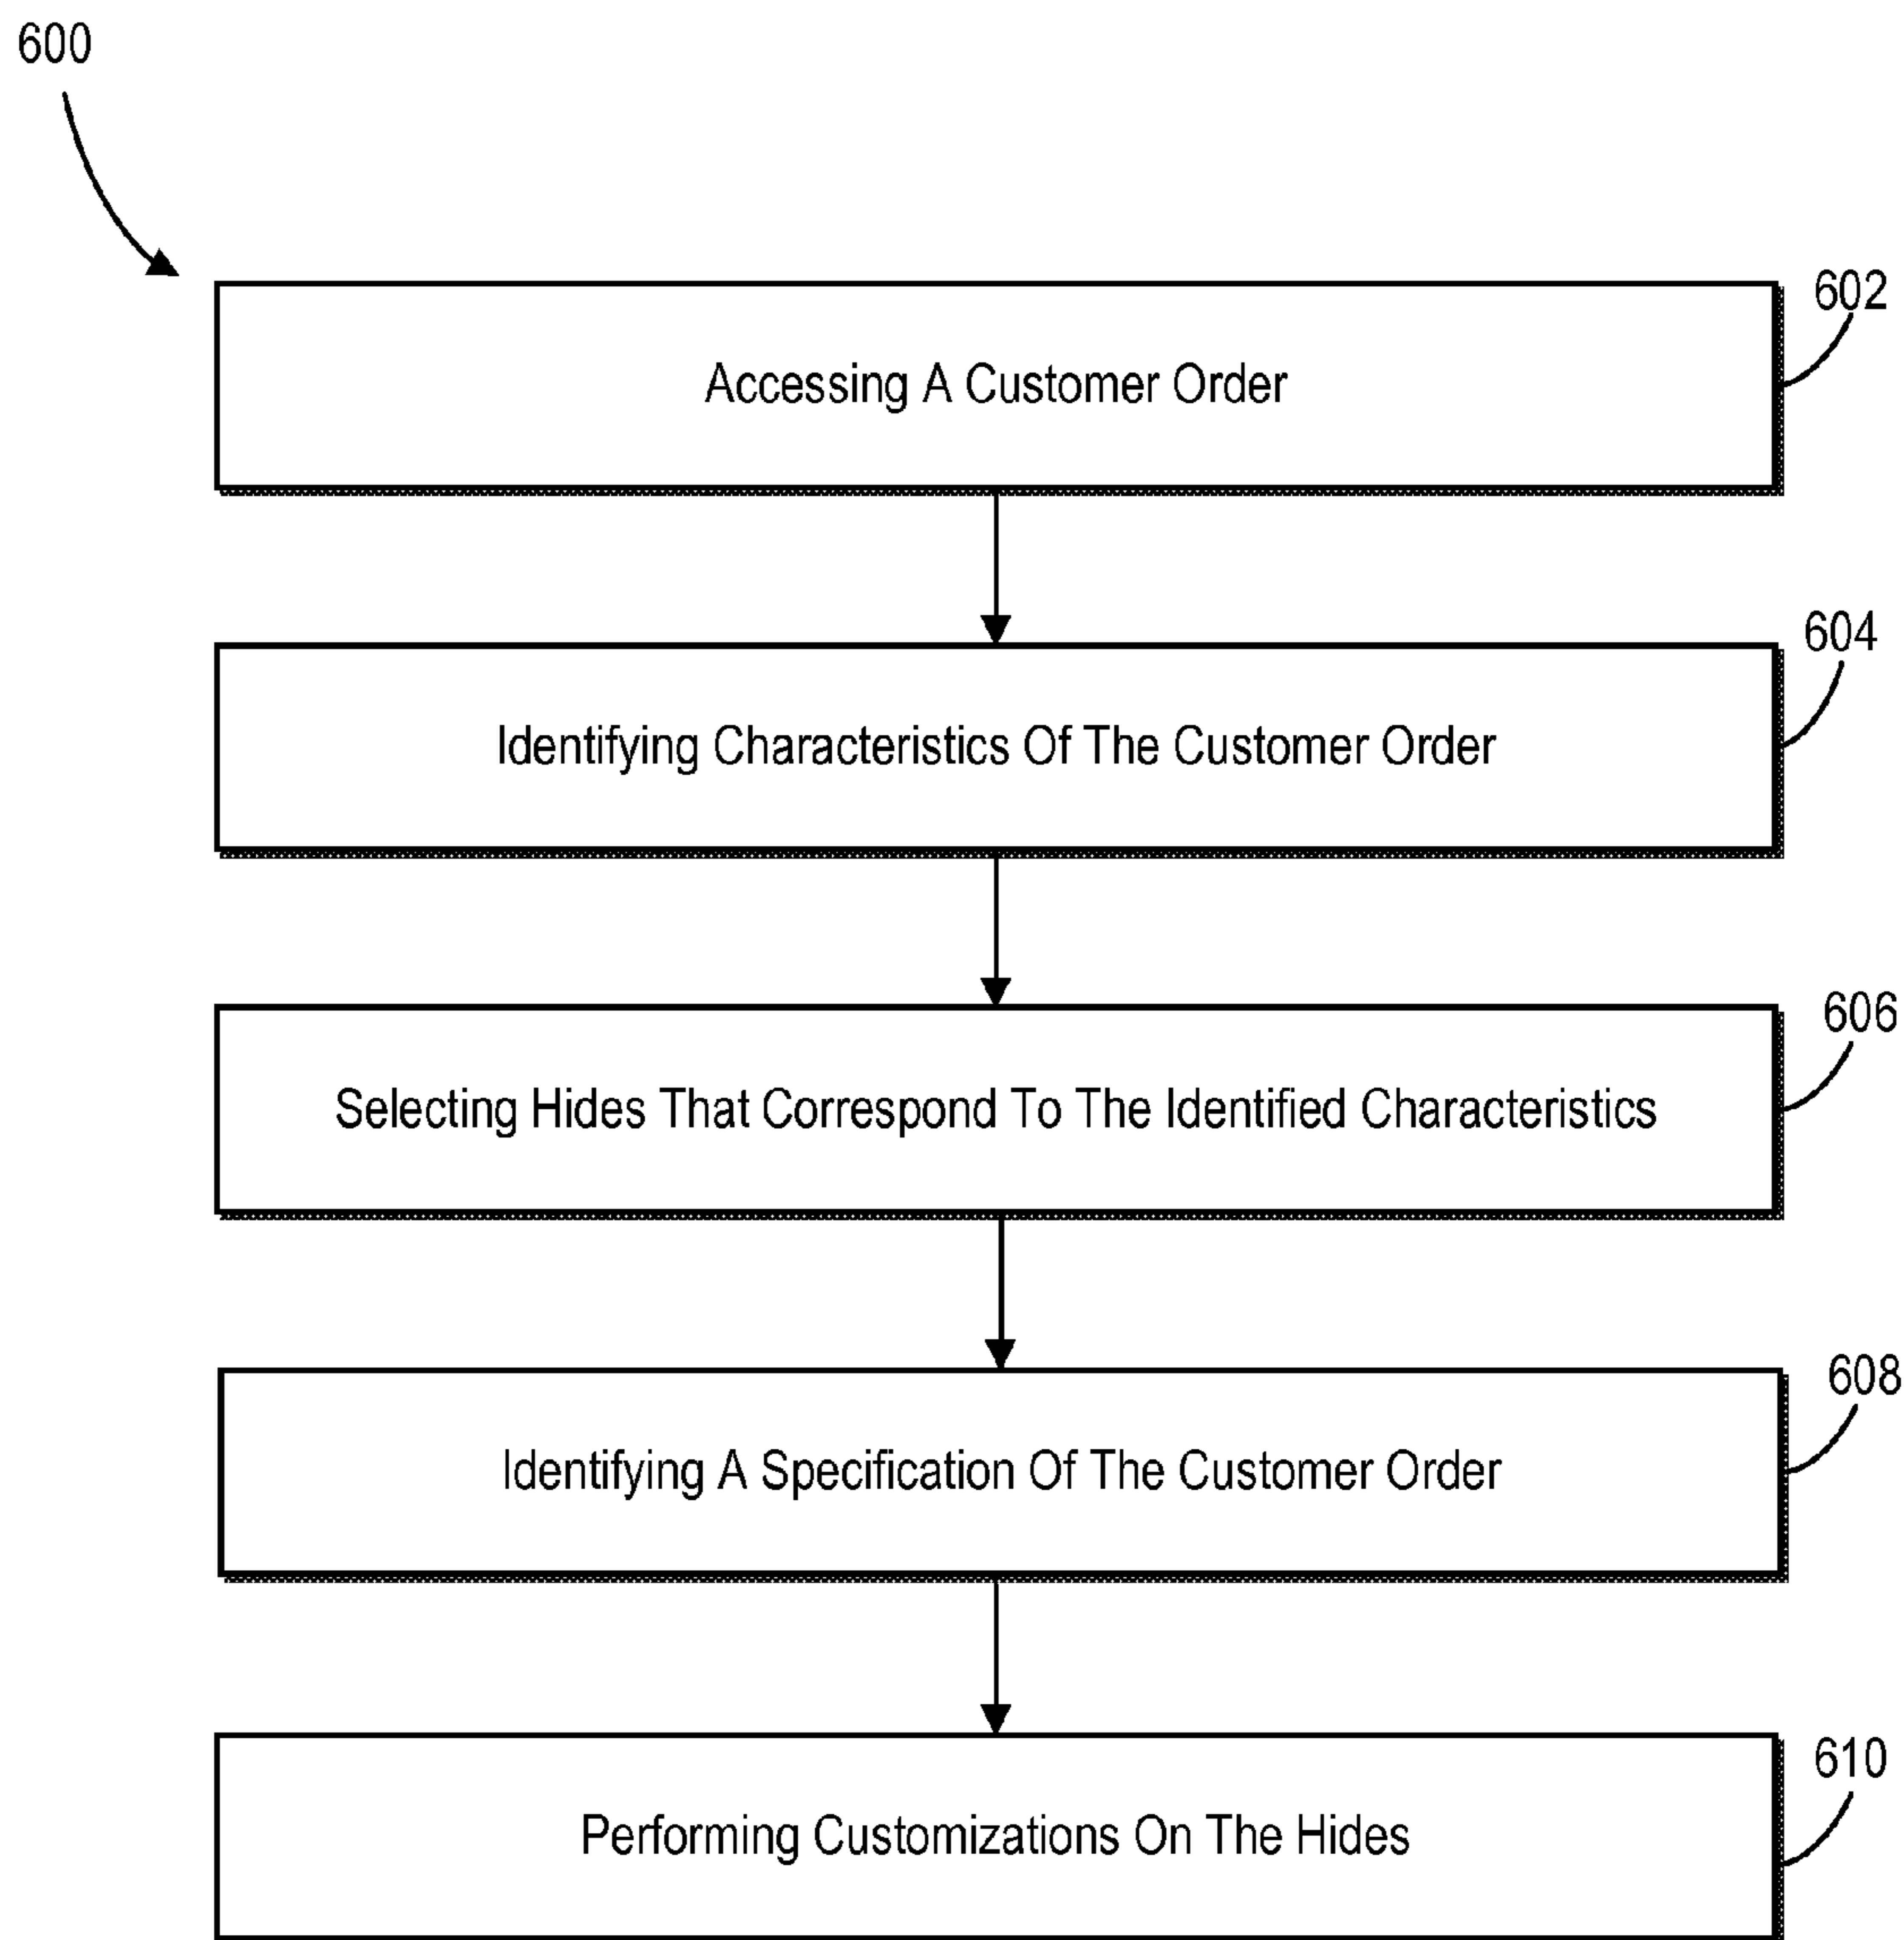 600
602
Accessing A Customer Order
604
Identifying Characteristics Of The Customer Order
606
Selecting Hides That Correspond To The Identified Characteristics
608
Identifying A Specification Of The Customer Order
610
Performing Customizations On The Hides